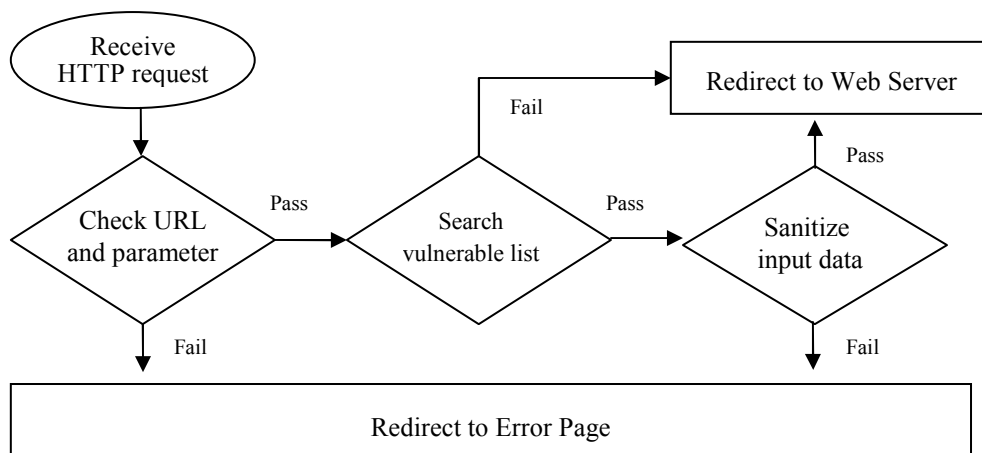 Receive
HTTP request
Redirect to Web Server
Fail
Pass
Check URL
and parameter
Pass
Search
vulnerable list
Pass
Sanitize
input data
Fail
Fail
Redirect to Error Page